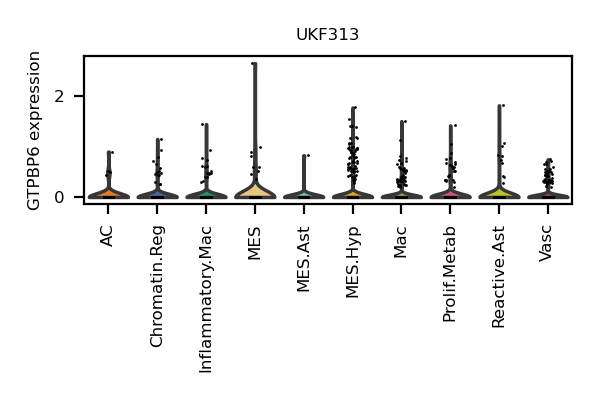 UKF313
GTPBP6 expression
2
0
AC
Chromatin.Reg
Inflammatory.Mac
MES
MES.Ast
MES.Hyp
Mac
Prolif.Metab
Reactive.Ast
Vasc